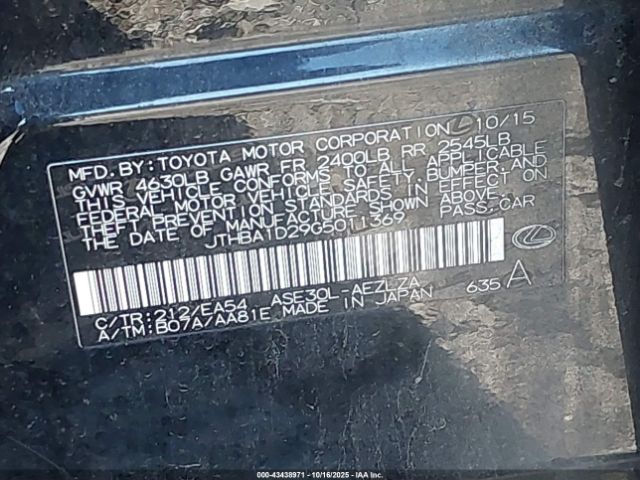 MFD. BY: TOYOTA MOTOR CORPORATION 10/15
GVWR 4630LB GAWR FR 2400LB RR 2545LB
THIS VEHICLE CONFORMS TO ALL APPLICABLE
FEDERAL MOTOR VEHICLE SAFETY, BUMPER, AND
THEFT PREVENTION STANDARDS IN EFFECT ON
THE DATE OF MANUFACTURE SHOWN ABOVE.
JTHBA1D29G5011369 PASS.CAR
C/TR: 212/EA54 ASE30L-AEZLZA 635 A
A/TM: B07A/AA81E MADE IN JAPAN
000-43438971 - 10/16/2025 - IAA Inc.